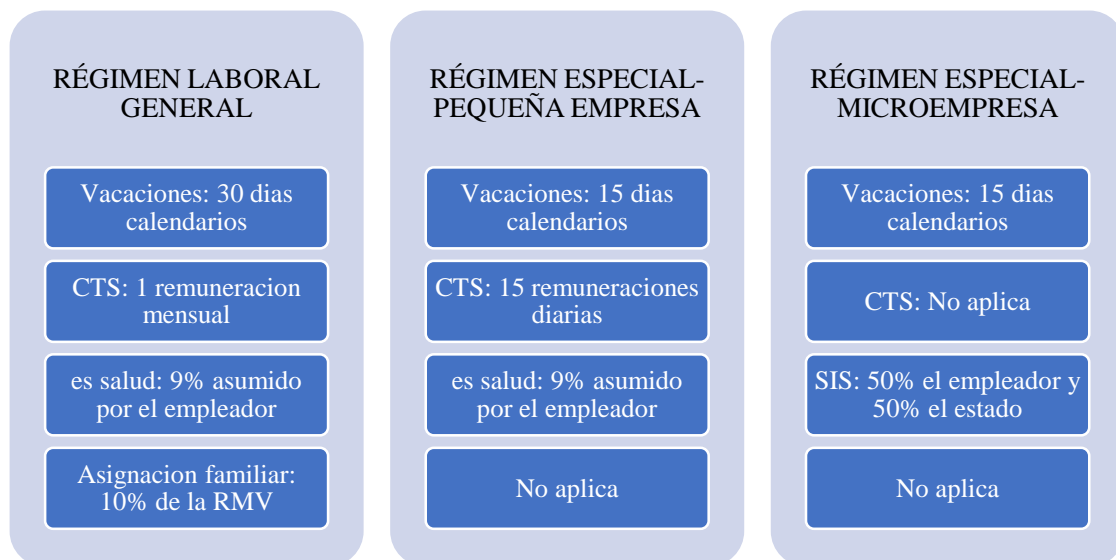 RÉGIMEN LABORAL
GENERAL
Vacaciones: 30 dias
calendarios
CTS: 1 remuneracion
mensual
es salud: 9% asumido
por el empleador
Asignacion familiar:
10% de la RMV
RÉGIMEN ESPECIAL-
PEQUEÑA EMPRESA
Vacaciones: 15 dias
calendarios
CTS: 15 remuneraciones
diarias
es salud: 9% asumido
por el empleador
No aplica
RÉGIMEN ESPECIAL-
MICROEMPRESA
Vacaciones: 15 dias
calendarios
CTS: No aplica
SIS: 50% el empleador y
50% el estado
No aplica